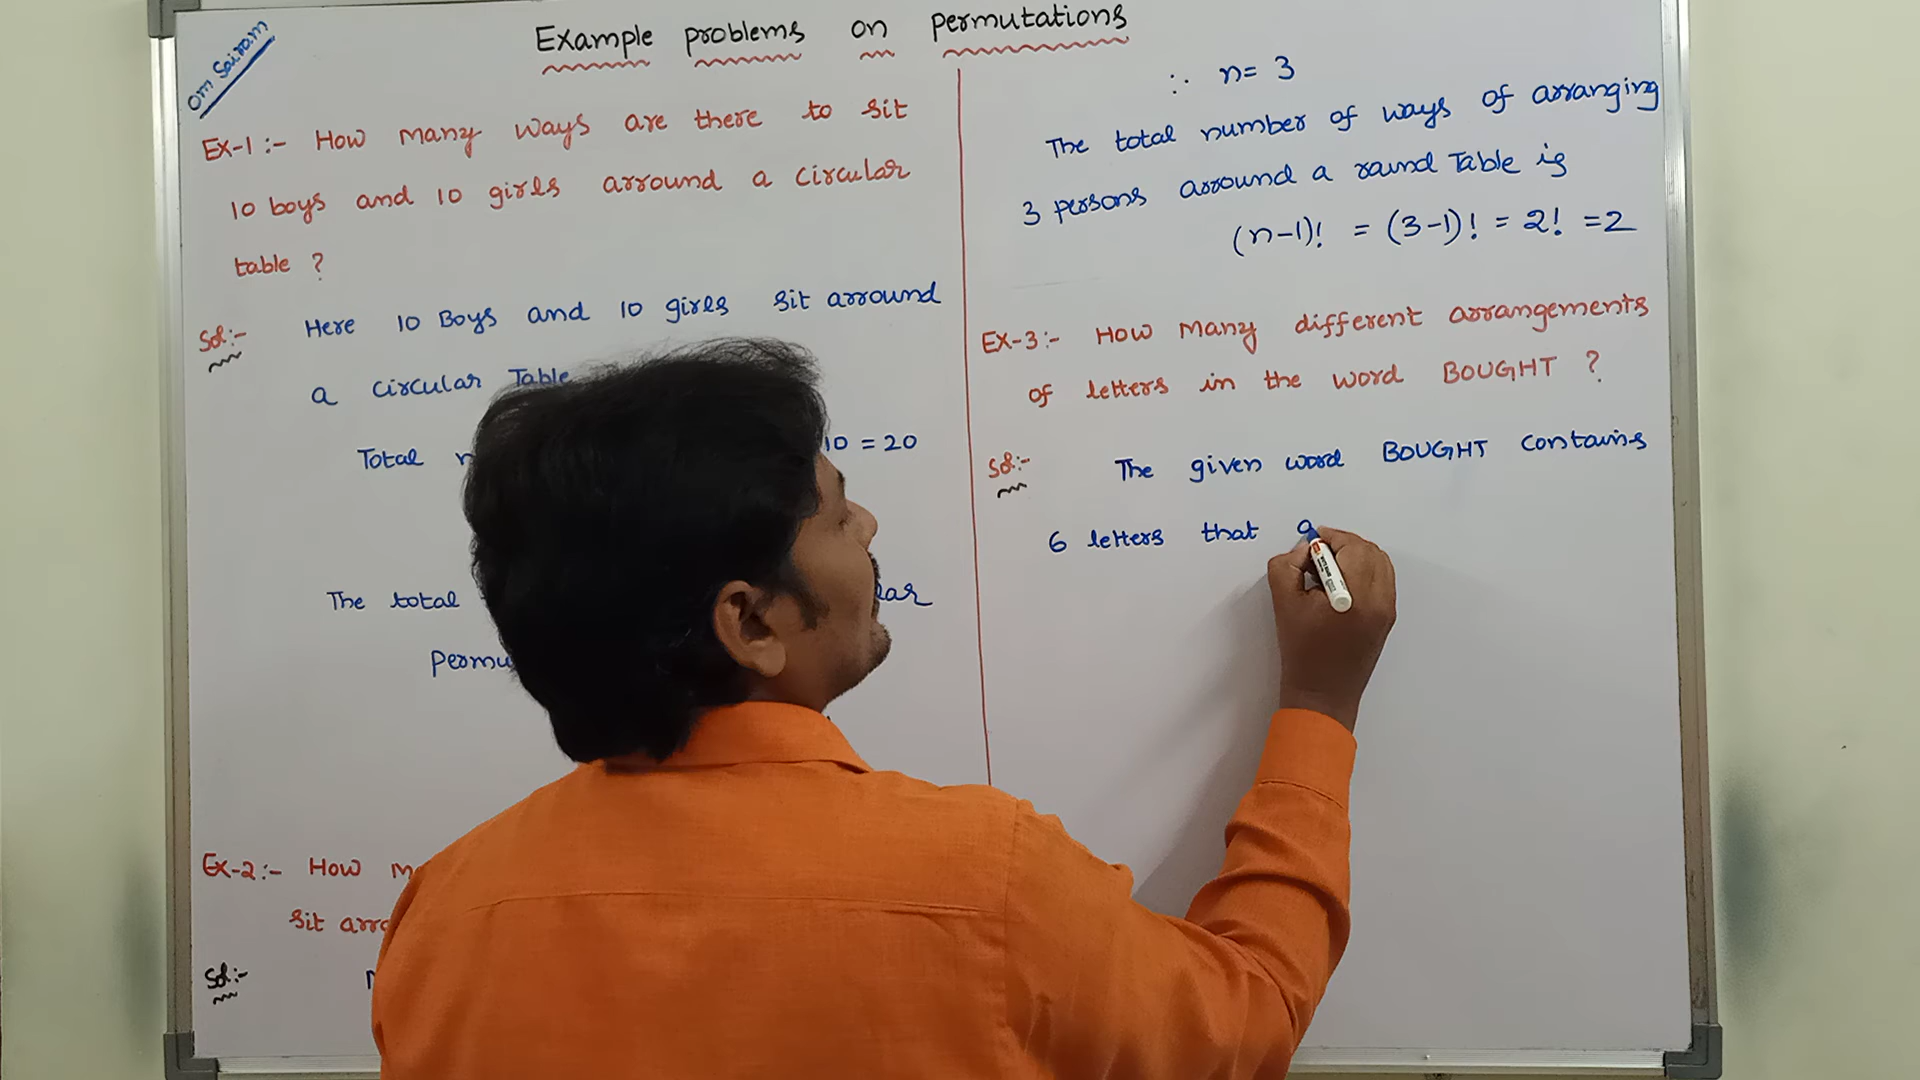 Om Sairam
Example problems on permutations
Ex-1:- How many ways are there to sit
10 boys and 10 girls arround a circular
table ?
Sol:- Here 10 Boys and 10 girls sit arround
a circular Table
Total 10 = 20
The total
Ex-2:- How
sit
Sol:-
∴ n= 3
The total number of ways of arranging
3 persons arround a round Table is
(n-1)! = (3-1)! = 2! =2
Ex-3:- How many different arrangements
of letters in the word BOUGHT ?
Sol:- The given word BOUGHT contains
6 letters that a